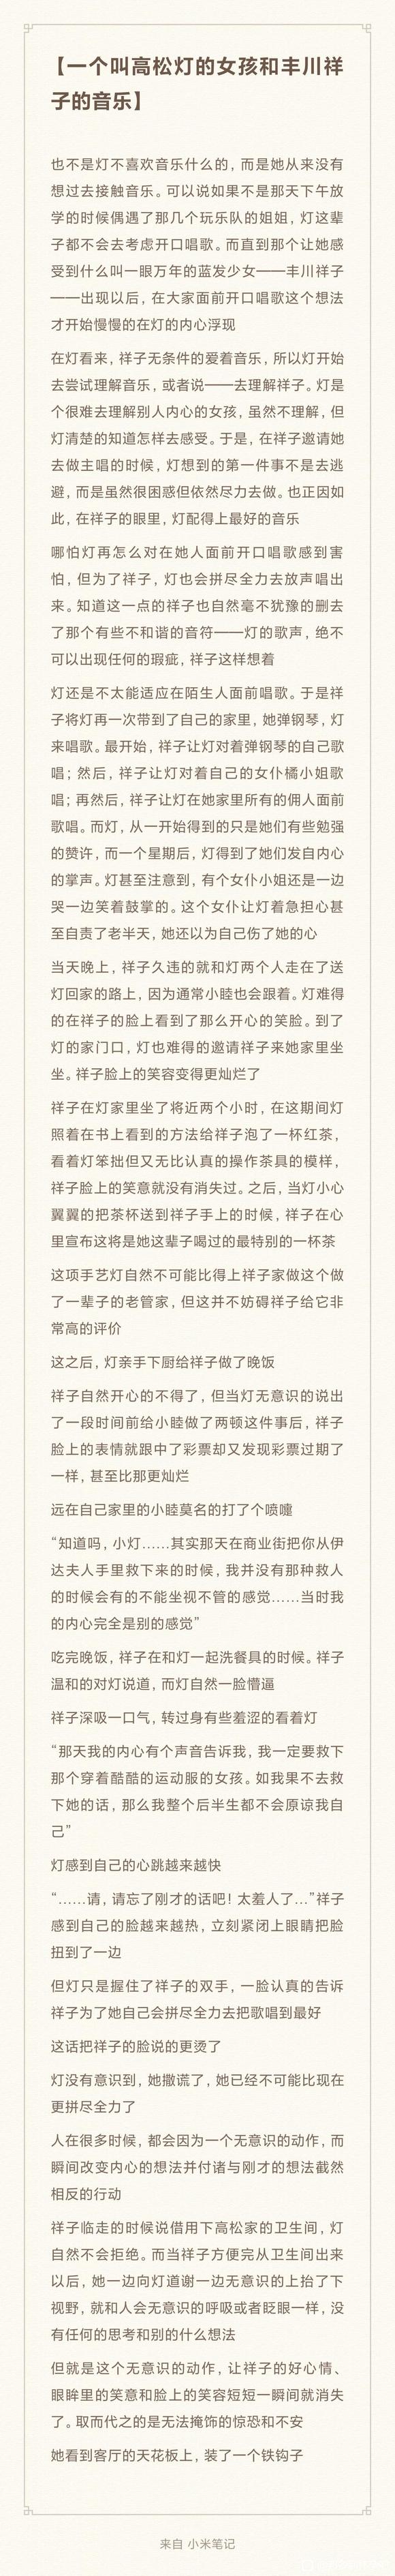 【一个叫高松灯的女孩和丰川祥
子的音乐】
也不是灯不喜欢音乐什么的，而是她从来没有
想过去接触音乐。可以说如果不是那天下午放
学的时候偶遇了那几个玩乐队的姐姐，灯这辈
子都不会去考虑开口唱歌。而直到那个让她感
受到什么叫一眼万年的蓝发少女——丰川祥子
——出现以后，在大家面前开口唱歌这个想法
才开始慢慢的在灯的内心浮现
在灯看来，祥子无条件的爱着音乐，所以灯开始
去尝试理解音乐，或者说——去理解祥子。灯是
个很难去理解别人内心的女孩，虽然不理解，但
灯清楚的知道怎样去感受。于是，在祥子邀请她
去做主唱的时候，灯想到的第一件事不是去逃
避，而是虽然很困惑但依然尽力去做。也正因如
此，在祥子的眼里，灯配得上最好的音乐
哪怕灯再怎么对在她人面前开口唱歌感到害
怕，但为了祥子，灯也会拼尽全力去放声唱出
来。知道这一点的祥子也自然毫不犹豫的删去
了那个有些不和谐的音符——灯的歌声，绝不
可以出现任何的瑕疵，祥子这样想着
灯还是不太能适应在陌生人面前唱歌。于是祥
子将灯再一次带到了自己的家里，她弹钢琴，灯
来唱歌。最开始，祥子让灯对着弹钢琴的自己歌
唱；然后，祥子让灯对着自己的女仆橘小姐歌
唱；再然后，祥子让灯在她家里所有的佣人面前
歌唱。而灯，从一开始得到的只是她们有些勉强
的赞许，而一个星期后，灯得到了她们发自内心
的掌声。灯甚至注意到，有个女仆小姐还是一边
哭一边笑着鼓掌的。这个女仆让灯着急担心甚
至自责了老半天，她还以为自己伤了她的心
当天晚上，祥子久违的就和灯两个人走在了送
灯回家的路上，因为通常小睦也会跟着。灯难得
的在祥子的脸上看到了那么开心的笑脸。到了
灯的家门口，灯也难得的邀请祥子来她家里坐
坐。祥子脸上的笑容变得更灿烂了
祥子在灯家里坐了将近两个小时，在这期间灯
照着在书上看到的方法给祥子泡了一杯红茶，
看着灯笨拙但又无比认真的操作茶具的模样，
祥子脸上的笑意就没有消失过。之后，当灯小心
翼翼的把茶杯送到祥子手上的时候，祥子在心
里宣布这将是她这辈子喝过的最特别的一杯茶
这项手艺灯自然不可能比得上祥子家做这个做
了一辈子的老管家，但这并不妨碍祥子给它非
常高的评价
这之后，灯亲手下厨给祥子做了晚饭
祥子自然开心的不得了，但当灯无意识的说出
了一段时间前给小睦做了两顿这件事后，祥子
脸上的表情就跟中了彩票却又发现彩票过期了
一样，甚至比那更灿烂
远在自己家里的小睦莫名的打了个喷嚏
“知道吗，小灯……其实那天在商业街把你从伊
达夫人手里救下来的时候，我并没有那种救人
的时候会有的不能坐视不管的感觉……当时我
的内心完全是别的感觉”
吃完晚饭，祥子在和灯一起洗餐具的时候。祥子
温和的对灯说道，而灯自然一脸懵逼
祥子深吸一口气，转过身有些羞涩的看着灯
“那天我的内心有个声音告诉我，我一定要救下
那个穿着酷酷的运动服的女孩。如我果不去救
下她的话，那么我整个后半生都不会原谅我自
己”
灯感到自己的心跳越来越快
“……请，请忘了刚才的话吧！太羞人了…”祥子
感到自己的脸越来越热，立刻紧闭上眼睛把脸
扭到了一边
但灯只是握住了祥子的双手，一脸认真的告诉
祥子为了她自己会拼尽全力去把歌唱到最好
这话把祥子的脸说的更烫了
灯没有意识到，她撒谎了，她已经不可能比现在
更拼尽全力了
人在很多时候，都会因为一个无意识的动作，而
瞬间改变内心的想法并付诸与刚才的想法截然
相反的行动
祥子临走的时候说借用下高松家的卫生间，灯
自然不会拒绝。而当祥子方便完从卫生间出来
以后，她一边向灯道谢一边无意识的上抬了下
视野，就和人会无意识的呼吸或者眨眼一样，没
有任何的思考和别的什么想法
但就是这个无意识的动作，让祥子的好心情、
眼眸里的笑意和脸上的笑容短短一瞬间就消失
了。取而代之的是无法掩饰的惊恐和不安
她看到客厅的天花板上，装了一个铁钩子
来自 小米笔记